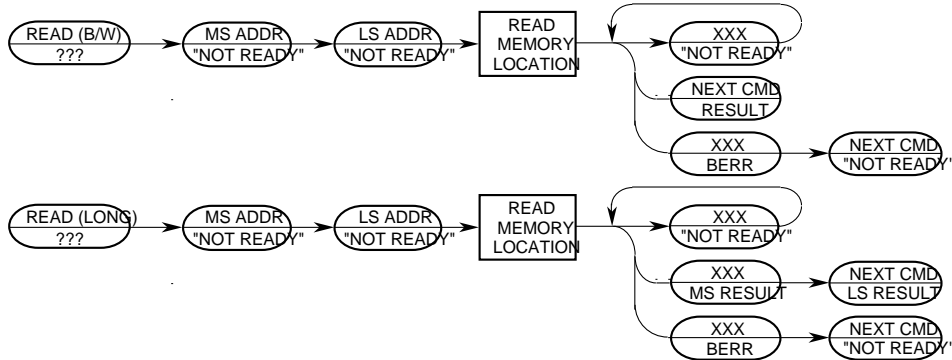 READ (B/W)
???
MS ADDR
"NOT READY"
LS ADDR
"NOT READY"
READ
MEMORY
LOCATION
XXX
"NOT READY"
NEXT CMD
RESULT
XXX
BERR
NEXT CMD
"NOT READY"
READ (LONG)
???
MS ADDR
"NOT READY"
LS ADDR
"NOT READY"
READ
MEMORY
LOCATION
XXX
"NOT READY"
XXX
MS RESULT
NEXT CMD
LS RESULT
XXX
BERR
NEXT CMD
"NOT READY"